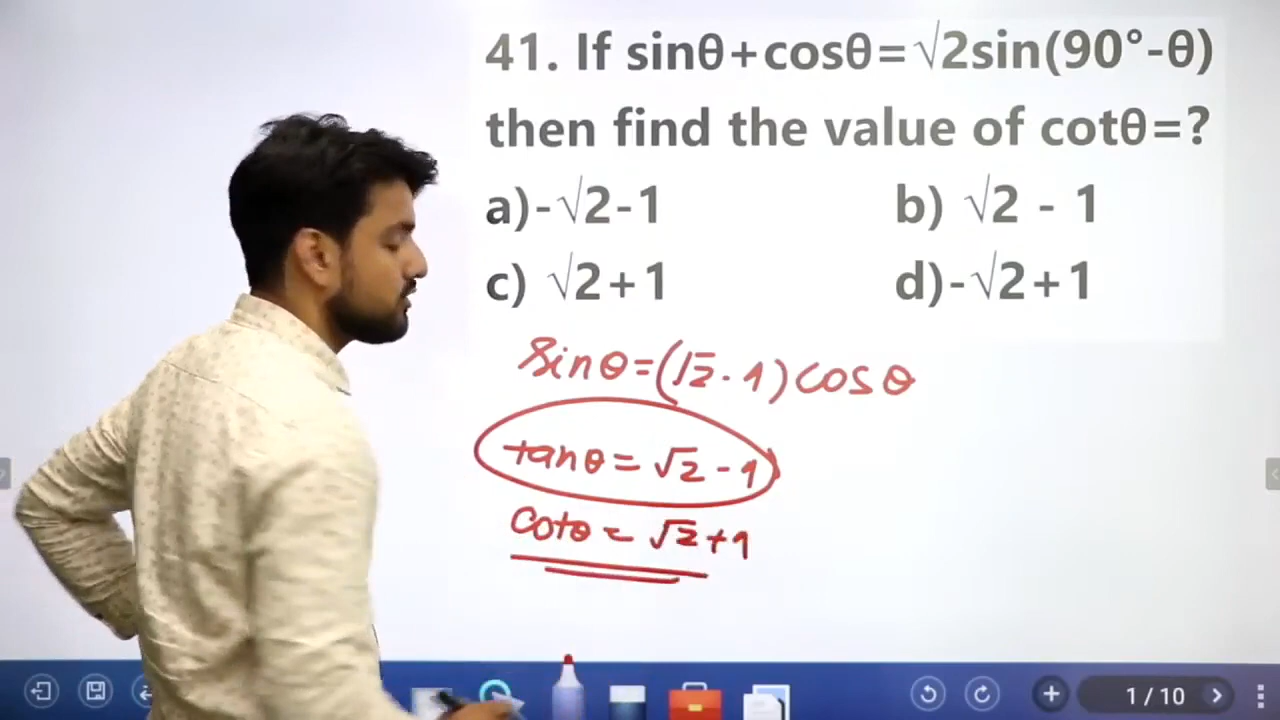 41. If sinθ+cosθ=√2sin(90°-θ)
then find the value of cotθ=?
a)-√2-1 b) √2 - 1
c) √2+1 d)-√2+1
sinθ=(√2-1)cosθ
tanθ=√2-1
cotθ=√2+1
1/10